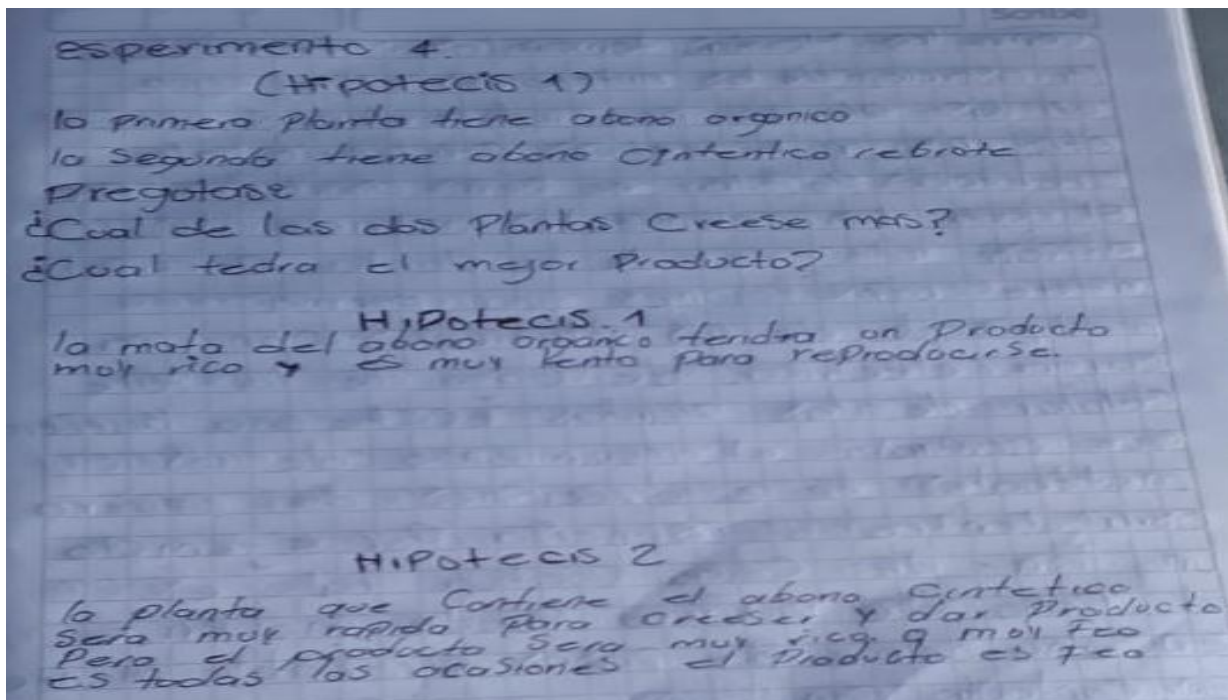 Scribe
esperimento 4.
(Hipotecis 1)
la primera planta tiene abono organico
la Segunda tiene abono Cintentico rebrote
Pregotase
¿Cual de las dos Plantas Creese mas?
¿Cual tedra el mejor Producto?
Hipotecis. 1
la mata del abono organico tendra un Producto
muy rico y es muy lento para reproducirse.
Hipotecis 2
la planta que Contiene el abono Cintetico
Sera muy rapida Para creeser y dar Producto
Pero el producto Sera muy rico o muy feo
es todas las ocasiones el Producto es feo